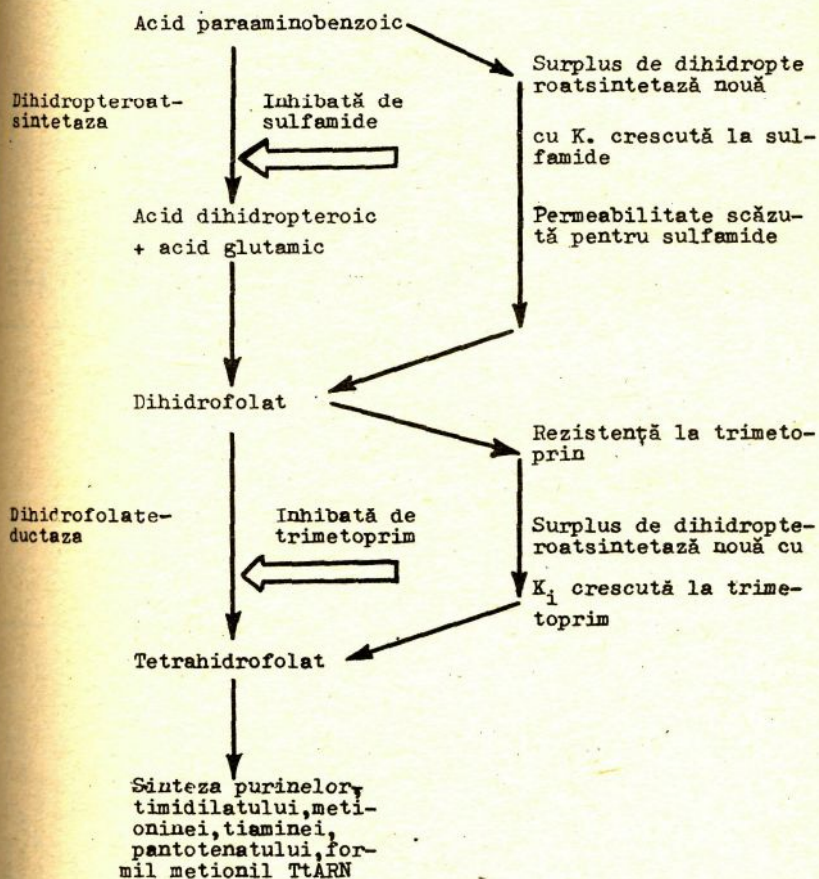 Acid paraaminobenzoic
Surplus de dihidropte
roatsintetază nouă
cu K. crescută la sul-
famide
Permeabilitate scăzu-
tă pentru sulfamide
Dihidropteroat-
sintetaza
Inhibată de
sulfamide
Acid dihidropteroic
+ acid glutamic
Dihidrofolat
Rezistenţă la trimeto-
prin
Surplus de dihidropte-
roatsintetază nouă cu
Ki crescută la trime-
toprim
Dihidrofolate-
ductaza
Inhibată de
trimetoprim
Tetrahidrofolat
Sinteza purinelor,
timidilatului,meti-
oninei,tiaminei,
pantotenatului,for-
mil metionil TtARN